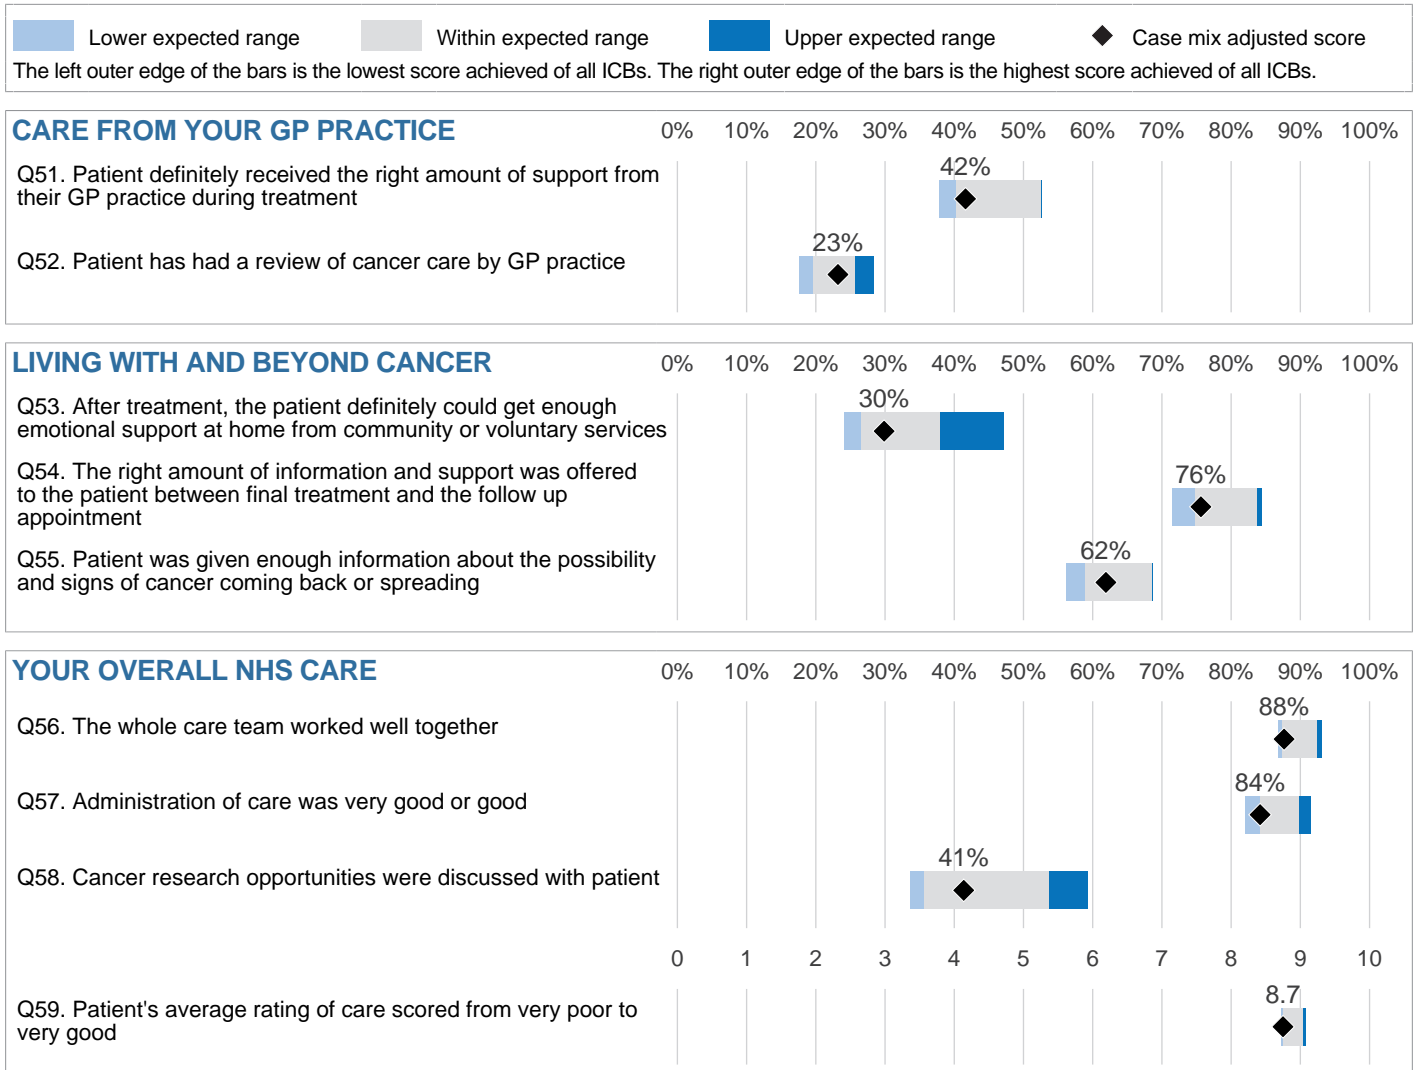 Lower expected range Within expected range Upper expected range Case mix adjusted score
The left outer edge of the bars is the lowest score achieved of all ICBs. The right outer edge of the bars is the highest score achieved of all ICBs.
CARE FROM YOUR GP PRACTICE 0% 10% 20% 30% 40% 50% 60% 70% 80% 90% 100%
42%
Q51. Patient definitely received the right amount of support from
their GP practice during treatment
23%
Q52. Patient has had a review of cancer care by GP practice
LIVING WITH AND BEYOND CANCER 0% 10% 20% 30% 40% 50% 60% 70% 80% 90% 100%
30%
Q53. After treatment, the patient definitely could get enough
emotional support at home from community or voluntary services
76%
Q54. The right amount of information and support was offered
to the patient between final treatment and the follow up
appointment
62%
Q55. Patient was given enough information about the possibility
and signs of cancer coming back or spreading
YOUR OVERALL NHS CARE 0% 10% 20% 30% 40% 50% 60% 70% 80% 90% 100%
88%
Q56. The whole care team worked well together
84%
Q57. Administration of care was very good or good
41%
Q58. Cancer research opportunities were discussed with patient
0 1 2 3 4 5 6 7 8 9 10
8.7
Q59. Patient's average rating of care scored from very poor to
very good